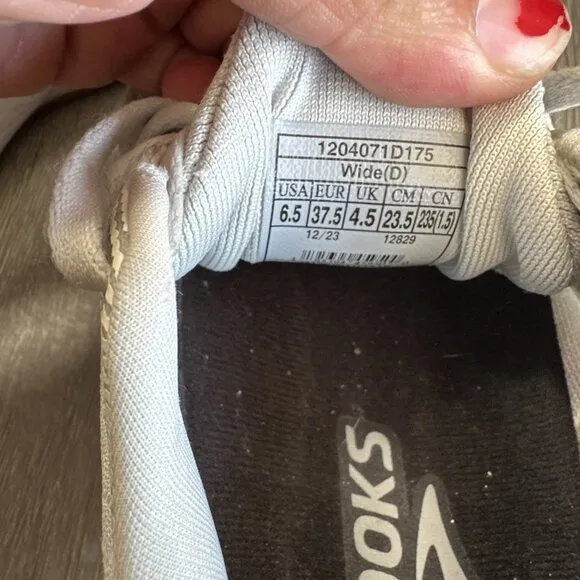 1204071D175
Wide(D)
USA EUR UK CM CN
6.5 37.5 4.5 23.5 235(1.5)
12/23 12829
OOKS